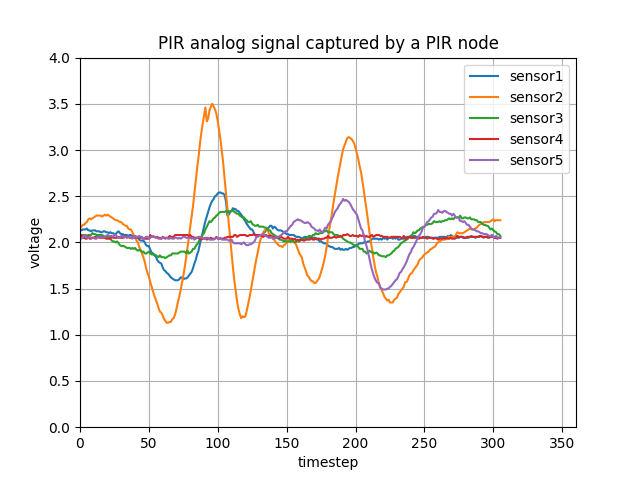 PIR analog signal captured by a PIR node
sensor1
sensor2
sensor3
sensor4
sensor5
voltage
4.0
3.5
3.0
2.5
2.0
1.5
1.0
0.5
0.0
0 50 100 150 200 250 300 350
timestep